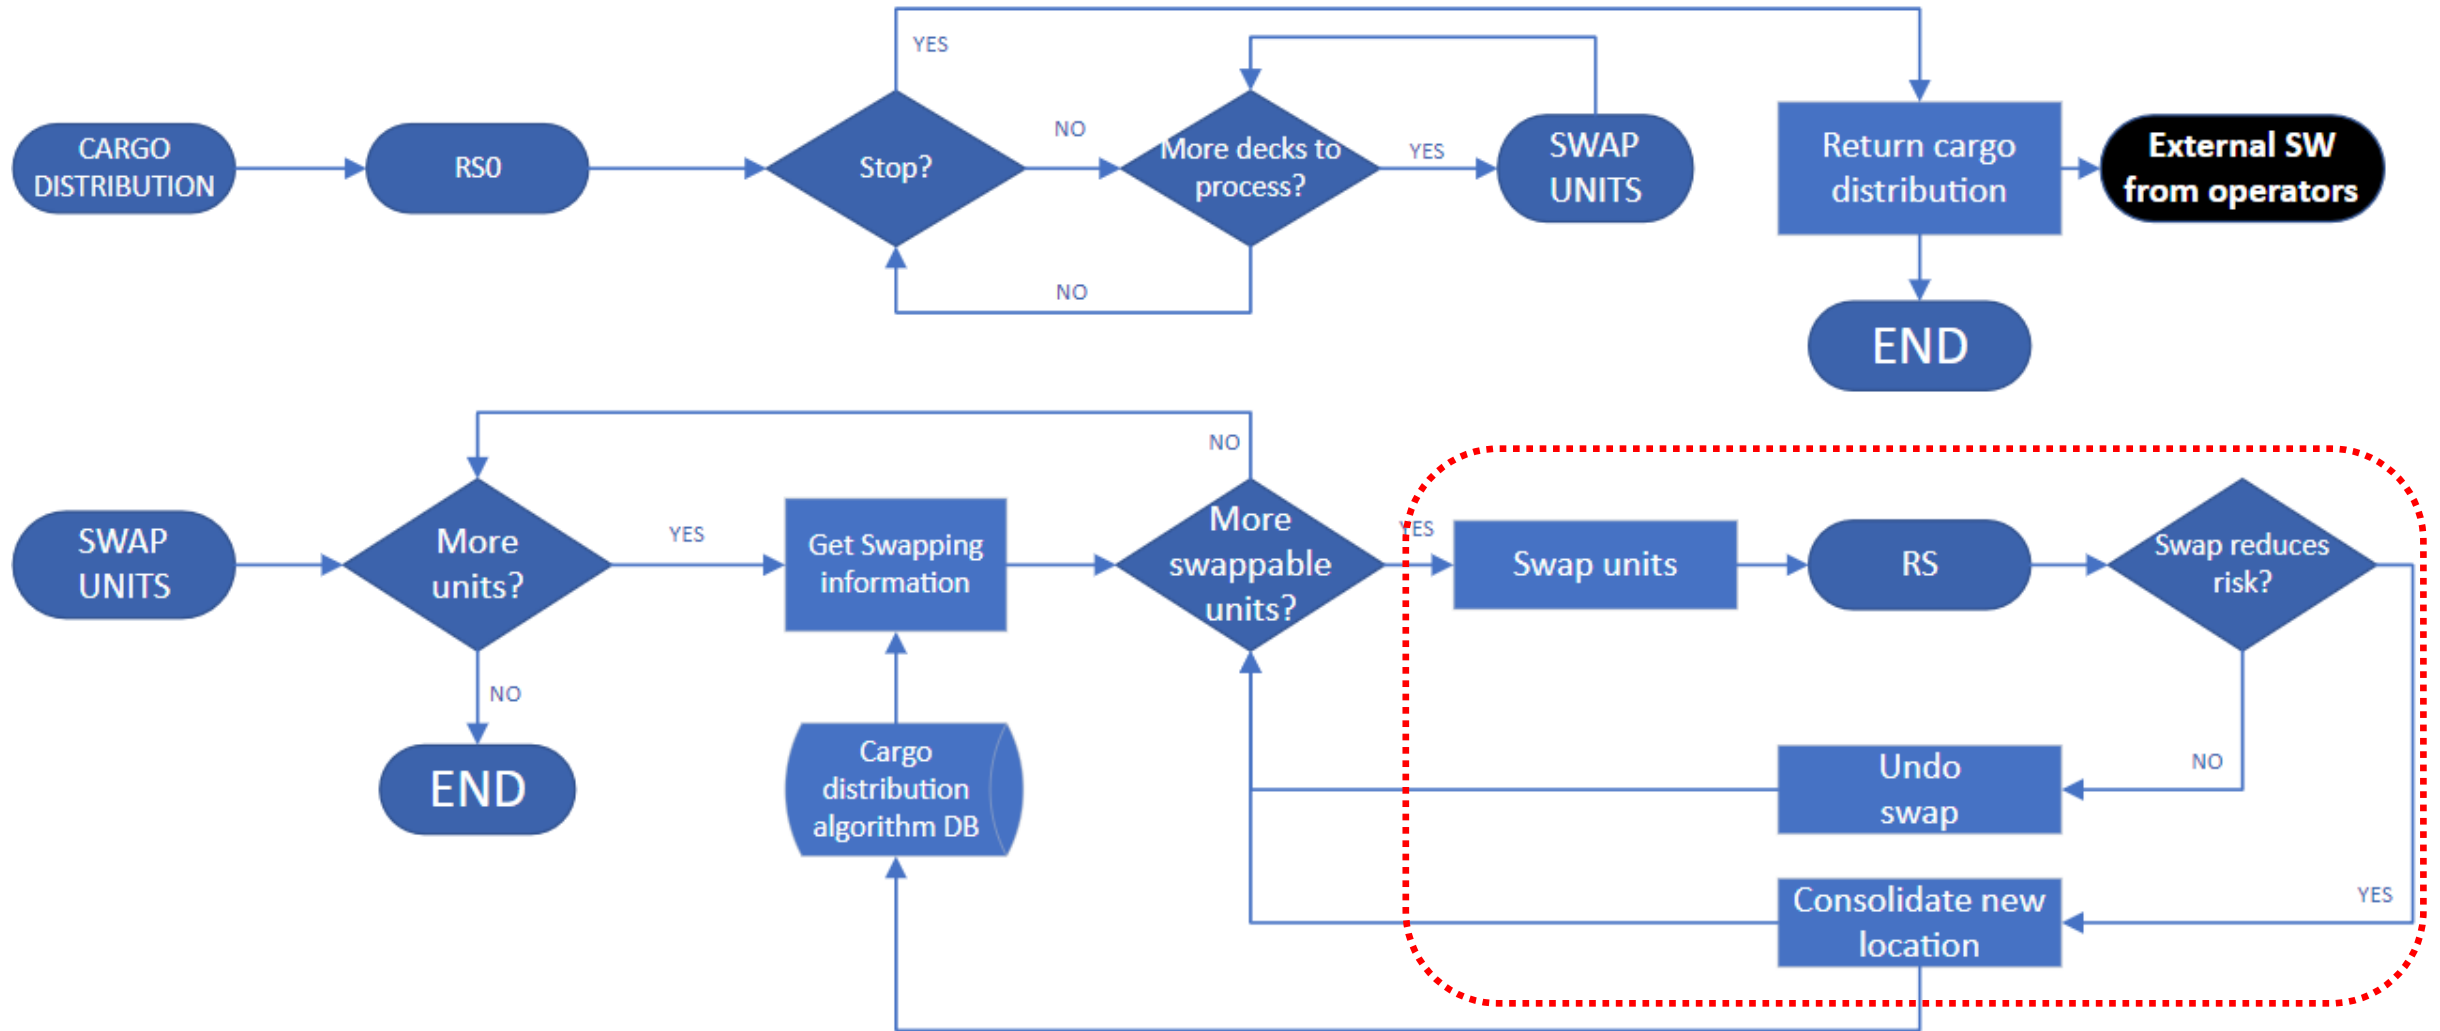 YES
CARGO
DISTRIBUTION
RS0
Stop?
NO
More decks to
process?
YES
SWAP
UNITS
Return cargo
distribution
External SW
from operators
NO
END
NO
SWAP
UNITS
More
units?
YES
Get Swapping
information
More
swappable
units?
YES
Swap units
RS
Swap reduces
risk?
NO
END
Cargo
distribution
algorithm DB
Undo
swap
NO
Consolidate new
location
YES